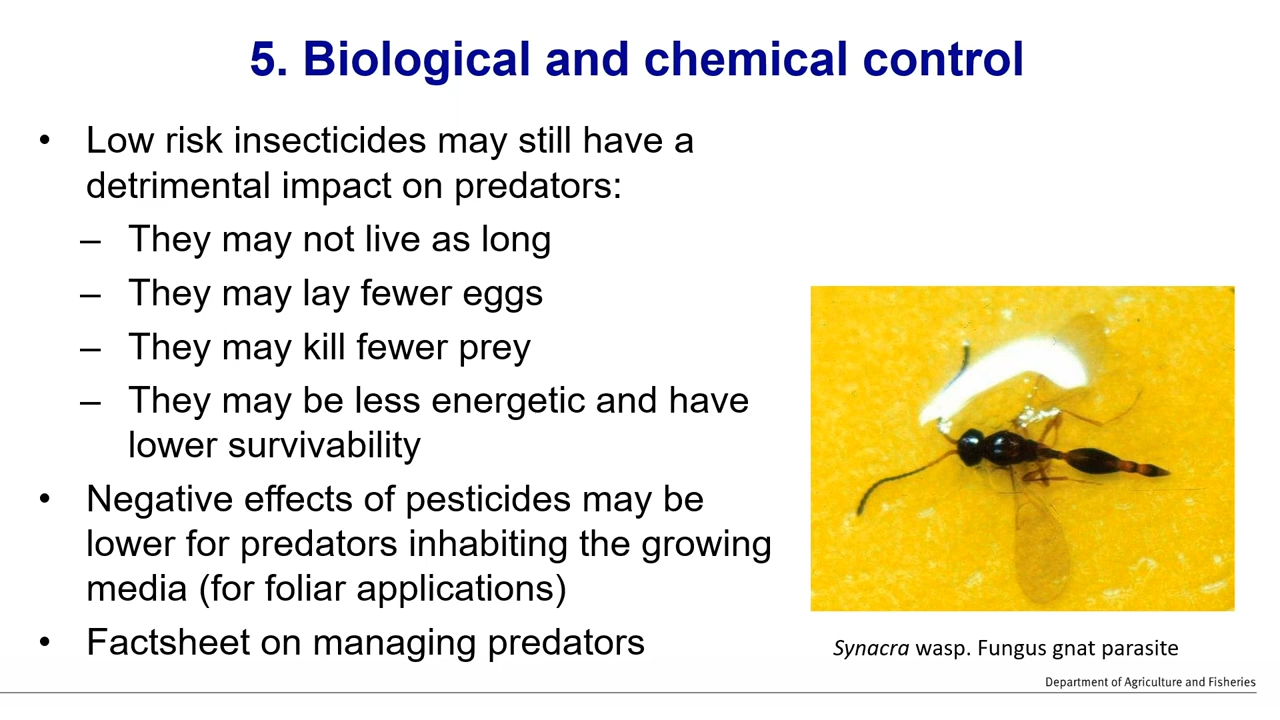 5. Biological and chemical control
• Low risk insecticides may still have a
detrimental impact on predators:
– They may not live as long
– They may lay fewer eggs
– They may kill fewer prey
– They may be less energetic and have
lower survivability
• Negative effects of pesticides may be
lower for predators inhabiting the growing
media (for foliar applications)
• Factsheet on managing predators
Synacra wasp. Fungus gnat parasite
Department of Agriculture and Fisheries